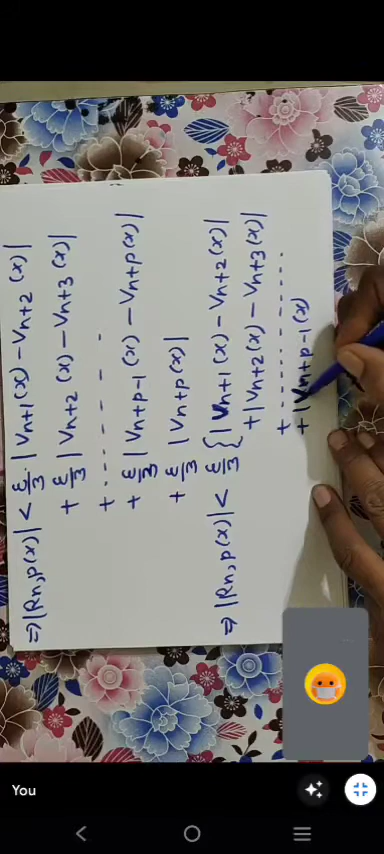 ⇒ |Rn,p(x)| < ε/3 · |Vn+1(x) − Vn+2(x)|
+ ε/3 |Vn+2(x) − Vn+3(x)|
+ . . . . . . . .
+ ε/3 |Vn+p−1(x) − Vn+p(x)|
+ ε/3 |Vn+p(x)|
⇒ |Rn,p(x)| < ε/3 { |Vn+1(x) − Vn+2(x)|
+ |Vn+2(x) − Vn+3(x)|
+ . . . . . . . . . . . .
+ |Vn+p−1(x)
You